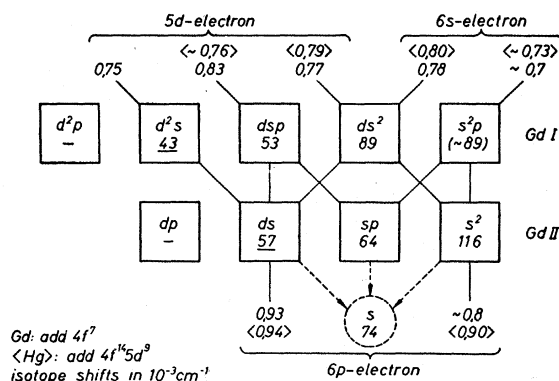 5d-electron 6s-electron
<~0,76> <0,79> <0,80> <~0,73>
0,75 0,83 0,77 0,78 ~0,7
d²p d²s dsp ds² s²p Gd I
– 43 53 89 (~89)
dp ds sp s² Gd II
– 57 64 116
s
74
0,93 ~0,8
<0,94> <0,90>
6p-electron
Gd: add 4f⁷
<Hg>: add 4f¹⁴5d⁹
isotope shifts in 10⁻³cm⁻¹